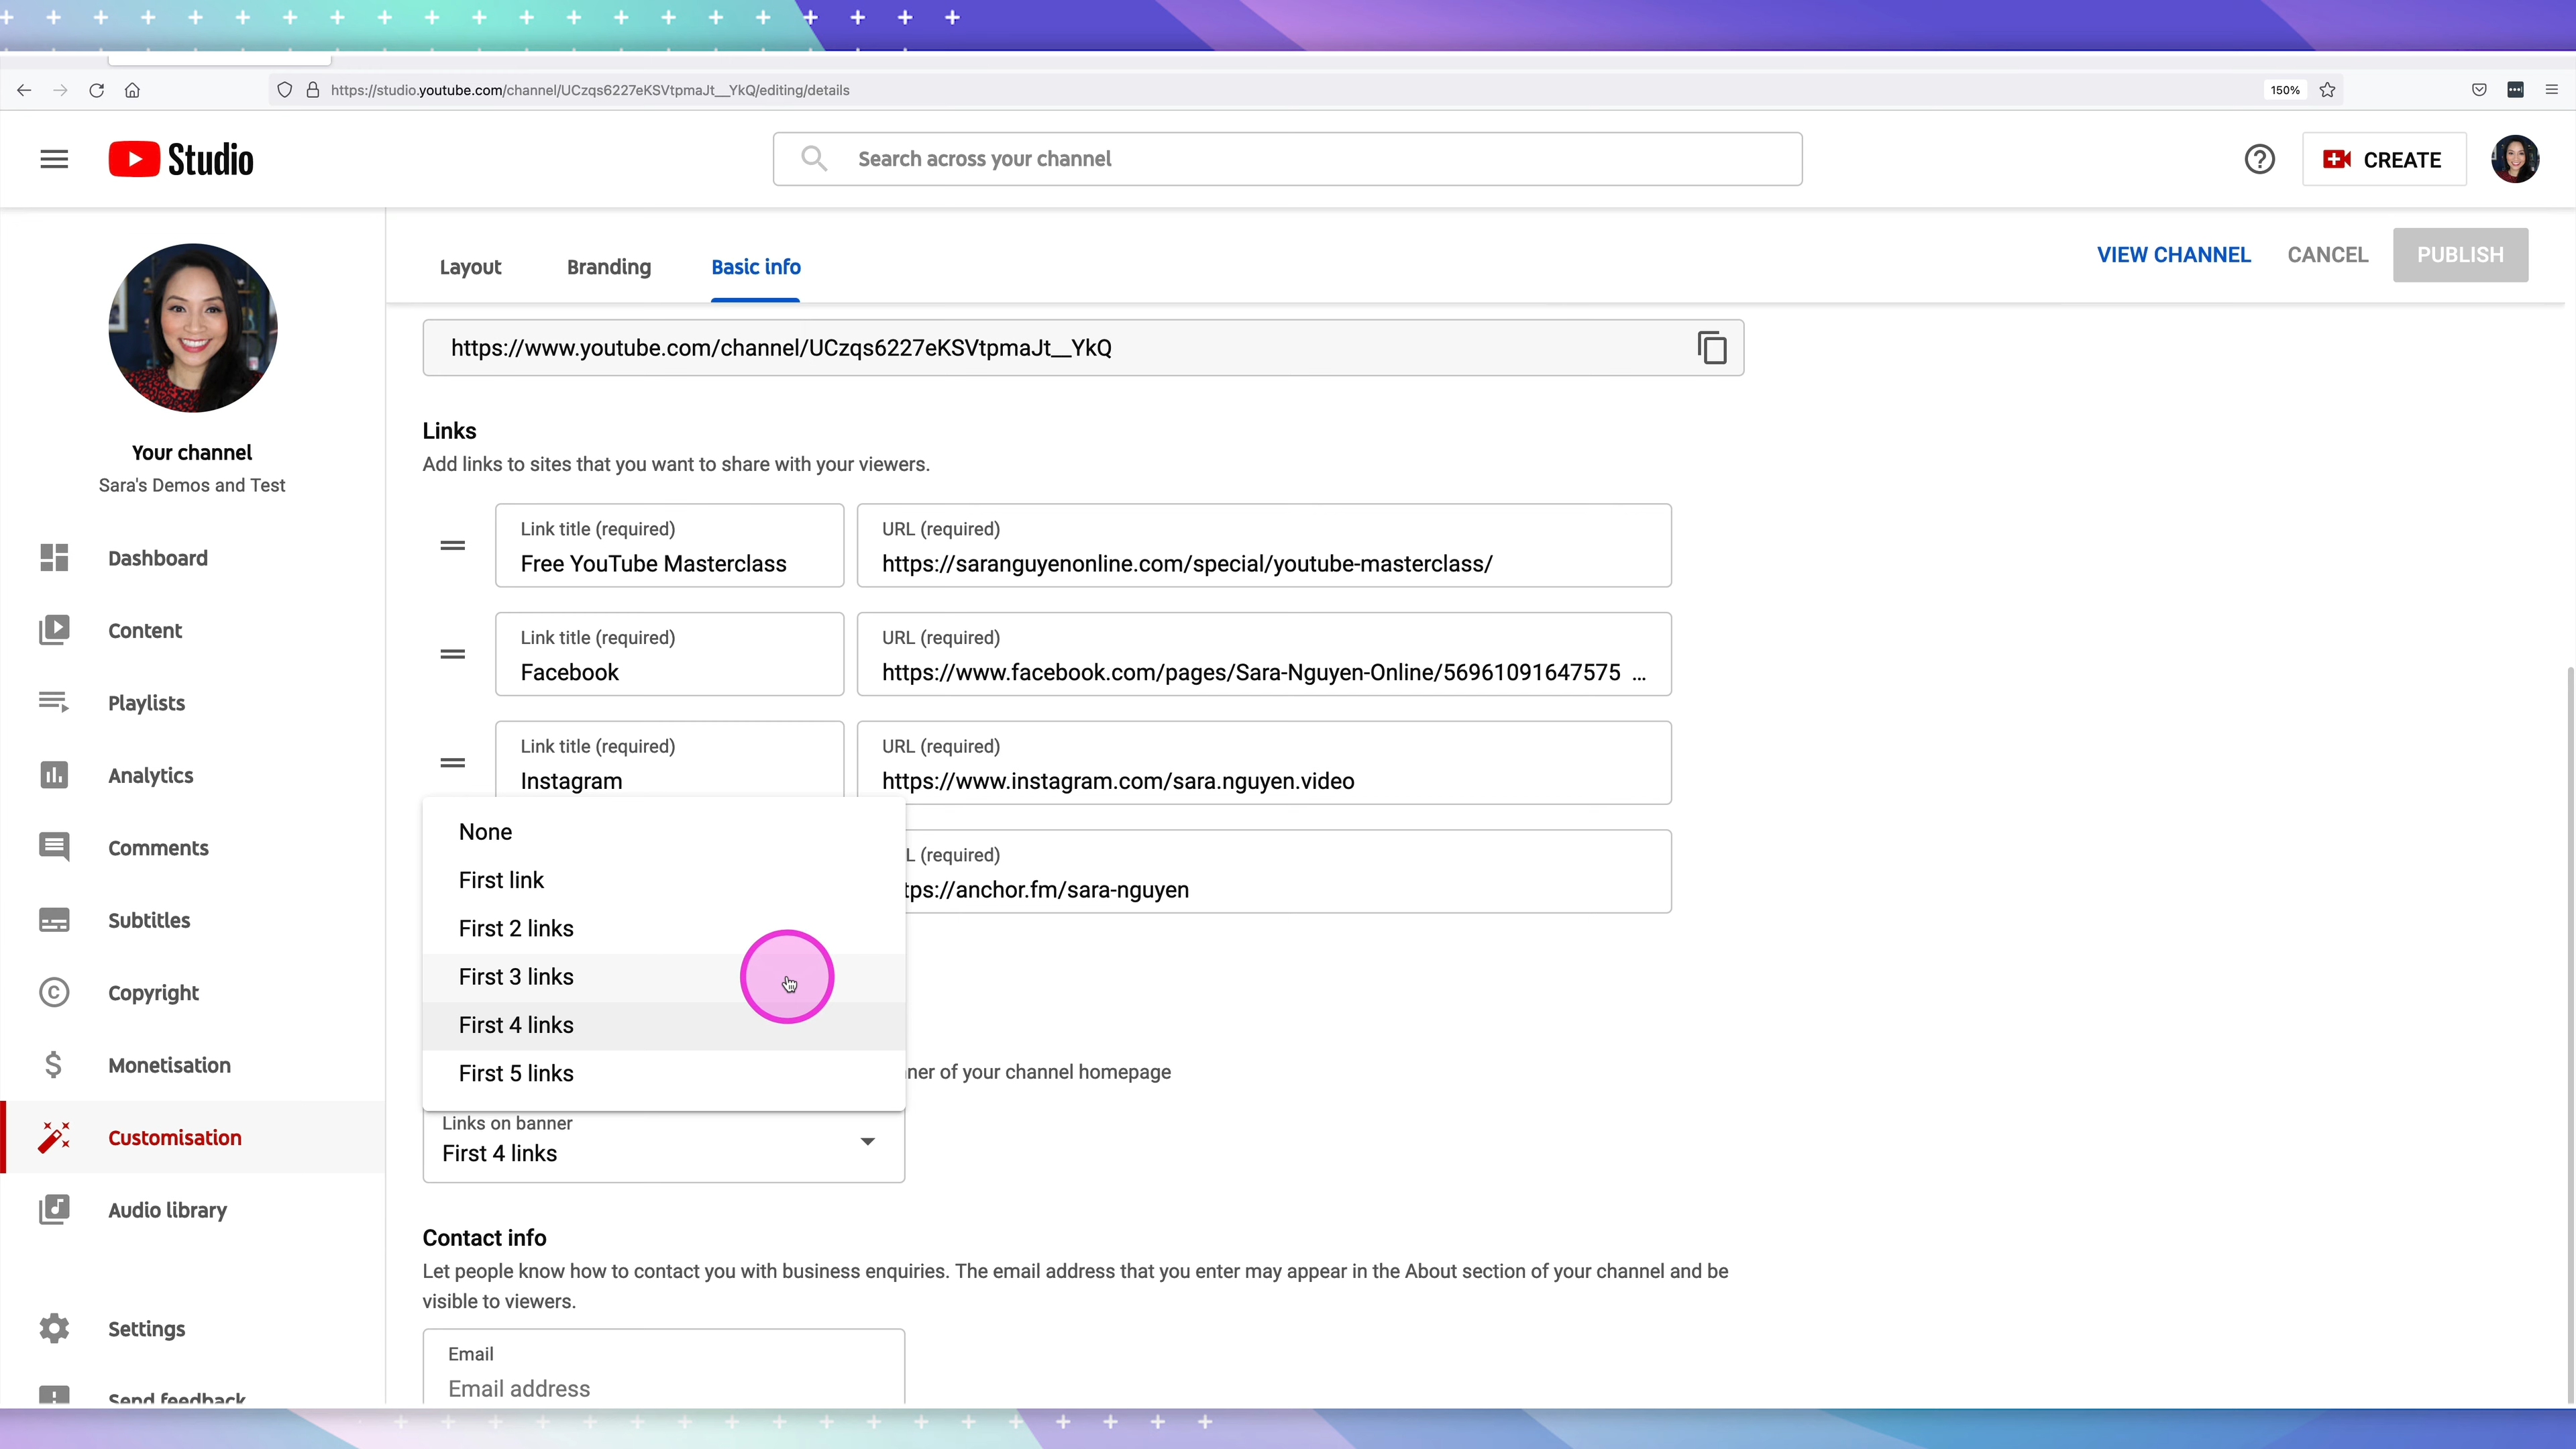 https://studio.youtube.com/channel/UCzqs6227eKSVtpmaJt__YkQ/editing/details
150%
Studio
Search across your channel
CREATE
Your channel
Sara's Demos and Test
Dashboard
Content
Playlists
Analytics
Comments
Subtitles
Copyright
Monetisation
Customisation
Audio library
Settings
Send feedback
Layout
Branding
Basic info
VIEW CHANNEL
CANCEL
PUBLISH
https://www.youtube.com/channel/UCzqs6227eKSVtpmaJt__YkQ
Links
Add links to sites that you want to share with your viewers.
Link title (required)
Free YouTube Masterclass
URL (required)
https://saranguyenonline.com/special/youtube-masterclass/
Link title (required)
Facebook
URL (required)
https://www.facebook.com/pages/Sara-Nguyen-Online/56961091647575 ...
Link title (required)
Instagram
URL (required)
https://www.instagram.com/sara.nguyen.video
L (required)
tps://anchor.fm/sara-nguyen
None
First link
First 2 links
First 3 links
First 4 links
First 5 links
ner of your channel homepage
Links on banner
First 4 links
Contact info
Let people know how to contact you with business enquiries. The email address that you enter may appear in the About section of your channel and be
visible to viewers.
Email
Email address